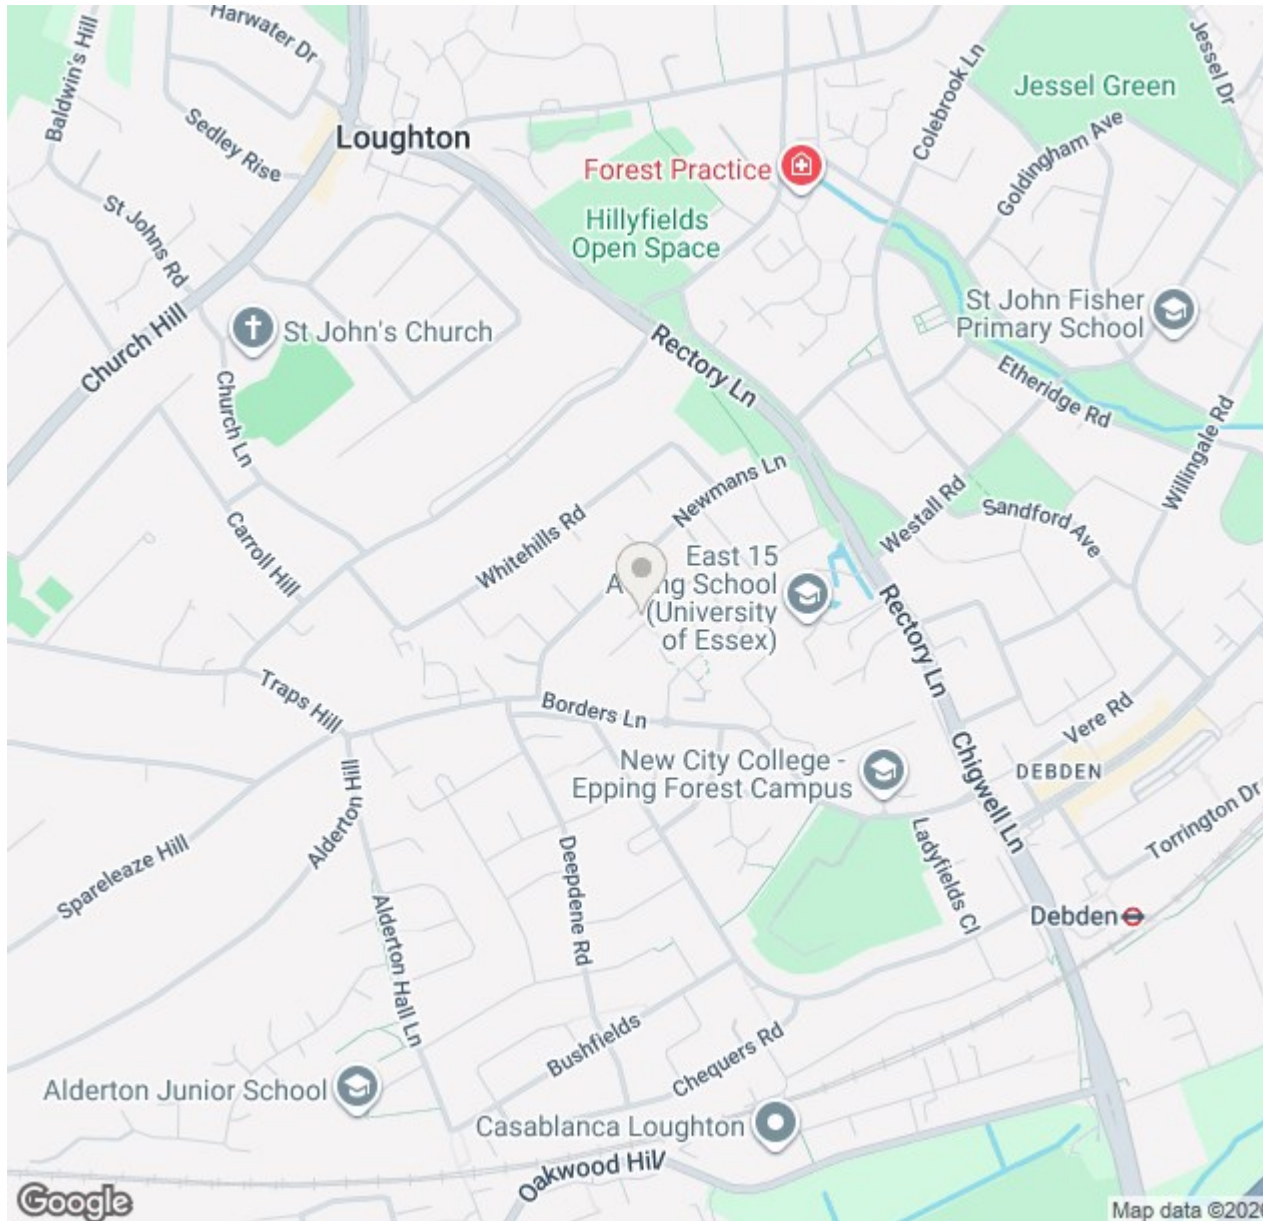 Harwater Dr
Baldwin's Hill
Sedley Rise
Loughton
Jessel Green
Jessel Dr
Colebrook Ln
Goldingham Ave
Forest Practice
Hillyfields
Open Space
St Johns Rd
St John's Church
Church Hill
Rectory Ln
St John Fisher
Primary School
Etheridge Rd
Willingale Rd
Church Ln
Newmans Ln
Whitehills Rd
Carroll Hill
Westall Rd
Sandford Ave
East 15
(University
of Essex)
Rectory Ln
Traps Hill
Borders Ln
Vere Rd
New City College -
Epping Forest Campus
DEBDEN
Chigwell Ln
Torrington Dr
Alderton Hill
Spareleaze Hill
Deepdene Rd
Ladyfields Cl
Debden
Alderton Hall Ln
Bushfields
Chequers Rd
Alderton Junior School
Casablanca Loughton
Oakwood Hill
Google
Map data ©2026